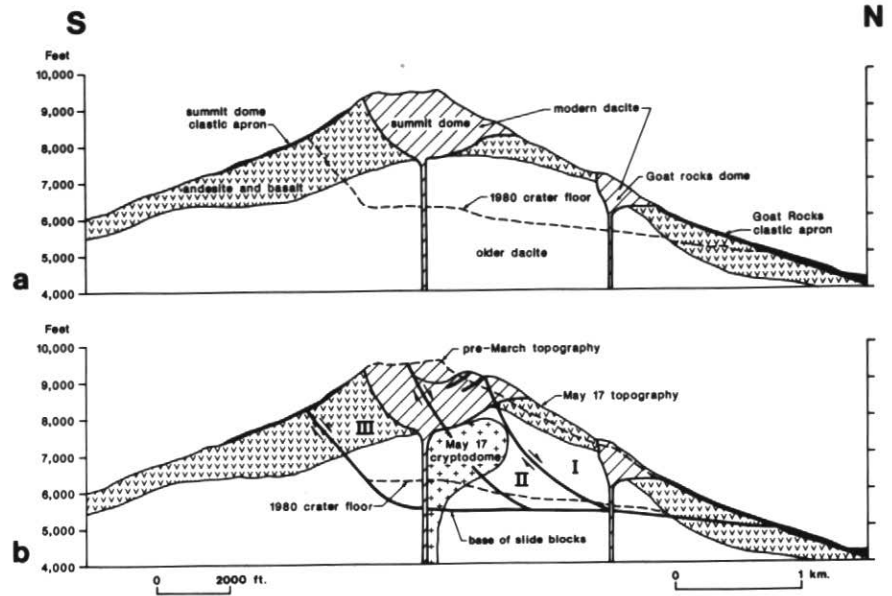 S
N
Feet
10,000
9,000
8,000
7,000
6,000
5,000
4,000
a
summit dome
clastic apron
summit dome
modern dacite
andesite and basalt
1980 crater floor
Goat rocks dome
Goat Rocks
clastic apron
older dacite
Feet
10,000
9,000
8,000
7,000
6,000
5,000
4,000
b
pre-March topography
May 17 topography
III
May 17
cryptodome
II
I
1980 crater floor
base of slide blocks
0 2000 ft.
0 1 km.